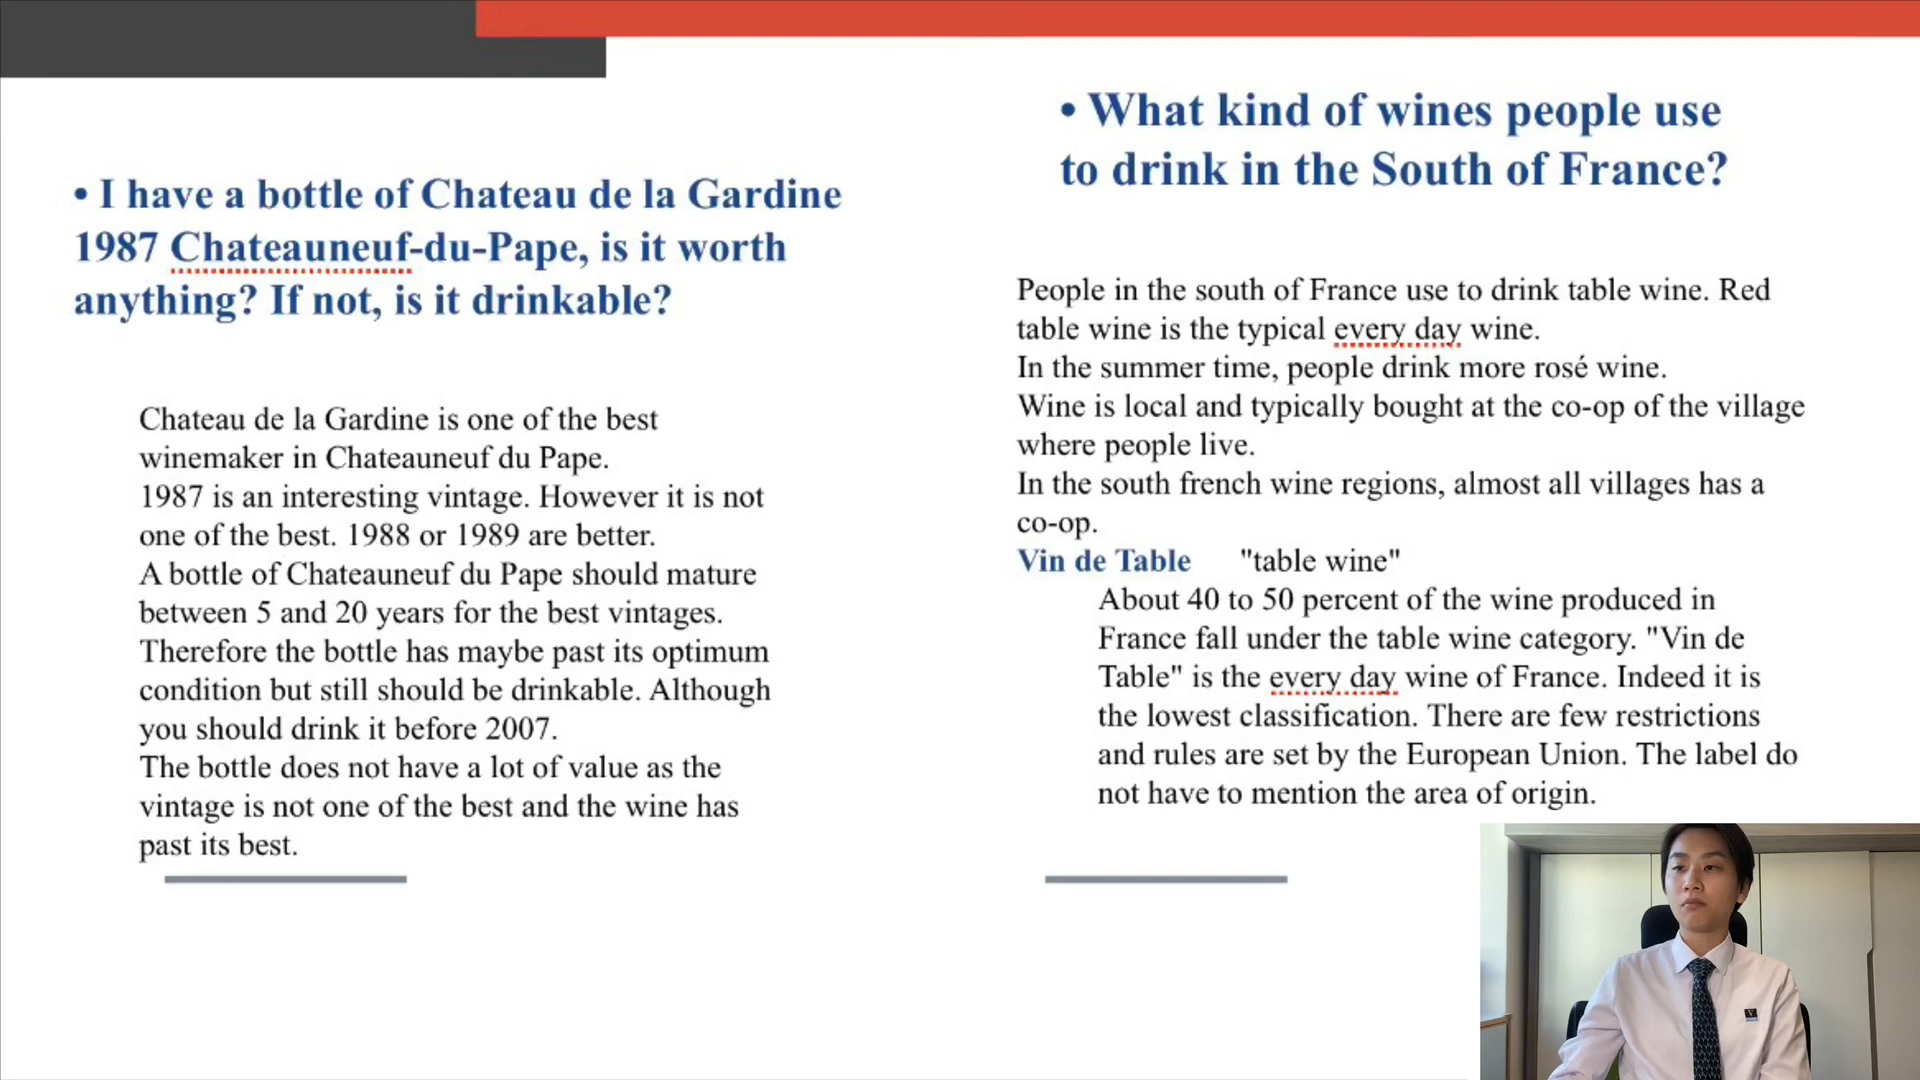 • I have a bottle of Chateau de la Gardine
1987 Chateauneuf-du-Pape, is it worth
anything? If not, is it drinkable?
Chateau de la Gardine is one of the best
winemaker in Chateauneuf du Pape.
1987 is an interesting vintage. However it is not
one of the best. 1988 or 1989 are better.
A bottle of Chateauneuf du Pape should mature
between 5 and 20 years for the best vintages.
Therefore the bottle has maybe past its optimum
condition but still should be drinkable. Although
you should drink it before 2007.
The bottle does not have a lot of value as the
vintage is not one of the best and the wine has
past its best.
• What kind of wines people use
to drink in the South of France?
People in the south of France use to drink table wine. Red
table wine is the typical every day wine.
In the summer time, people drink more rosé wine.
Wine is local and typically bought at the co-op of the village
where people live.
In the south french wine regions, almost all villages has a
co-op.
Vin de Table "table wine"
About 40 to 50 percent of the wine produced in
France fall under the table wine category. "Vin de
Table" is the every day wine of France. Indeed it is
the lowest classification. There are few restrictions
and rules are set by the European Union. The label do
not have to mention the area of origin.